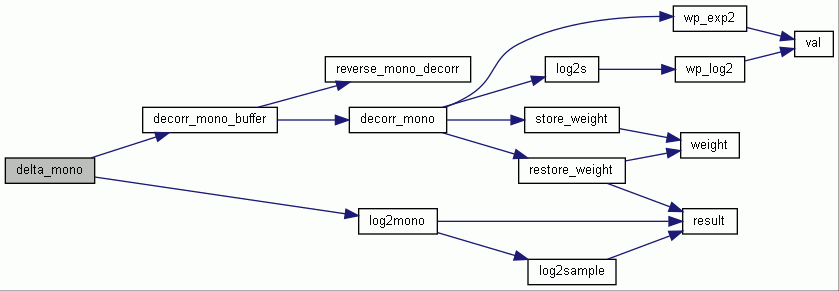 wp_exp2
val
reverse_mono_decorr
log2s
wp_log2
decorr_mono_buffer
decorr_mono
store_weight
weight
delta_mono
restore_weight
log2mono
result
log2sample